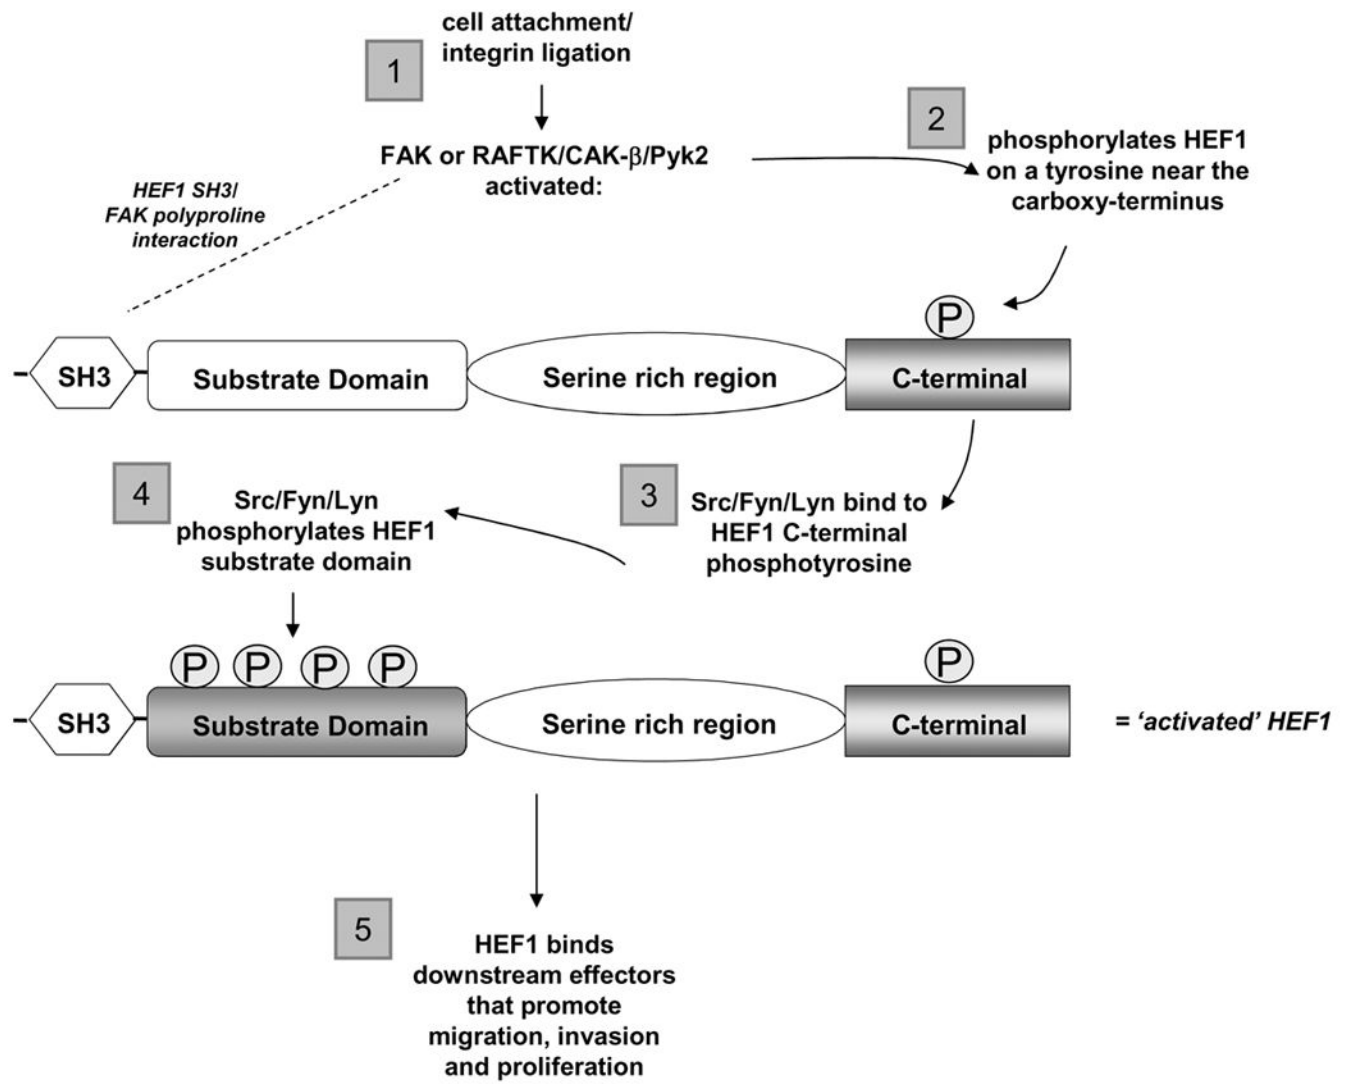 cell attachment/
integrin ligation
1
FAK or RAFTK/CAK-β/Pyk2
activated:
2
phosphorylates HEF1
on a tyrosine near the
carboxy-terminus
HEF1 SH3/
FAK polyproline
interaction
P
SH3
Substrate Domain
Serine rich region
C-terminal
3
Src/Fyn/Lyn bind to
HEF1 C-terminal
phosphotyrosine
4
Src/Fyn/Lyn
phosphorylates HEF1
substrate domain
P P P P
P
SH3
Substrate Domain
Serine rich region
C-terminal
= ‘activated’ HEF1
5
HEF1 binds
downstream effectors
that promote
migration, invasion
and proliferation